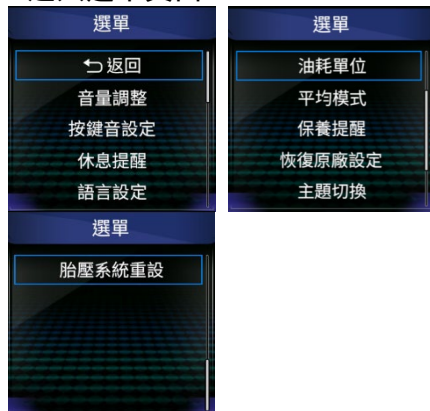 選單
返回
音量調整
按鍵音設定
休息提醒
語言設定
選單
油耗單位
平均模式
保養提醒
恢復原廠設定
主題切換
選單
胎壓系統重設